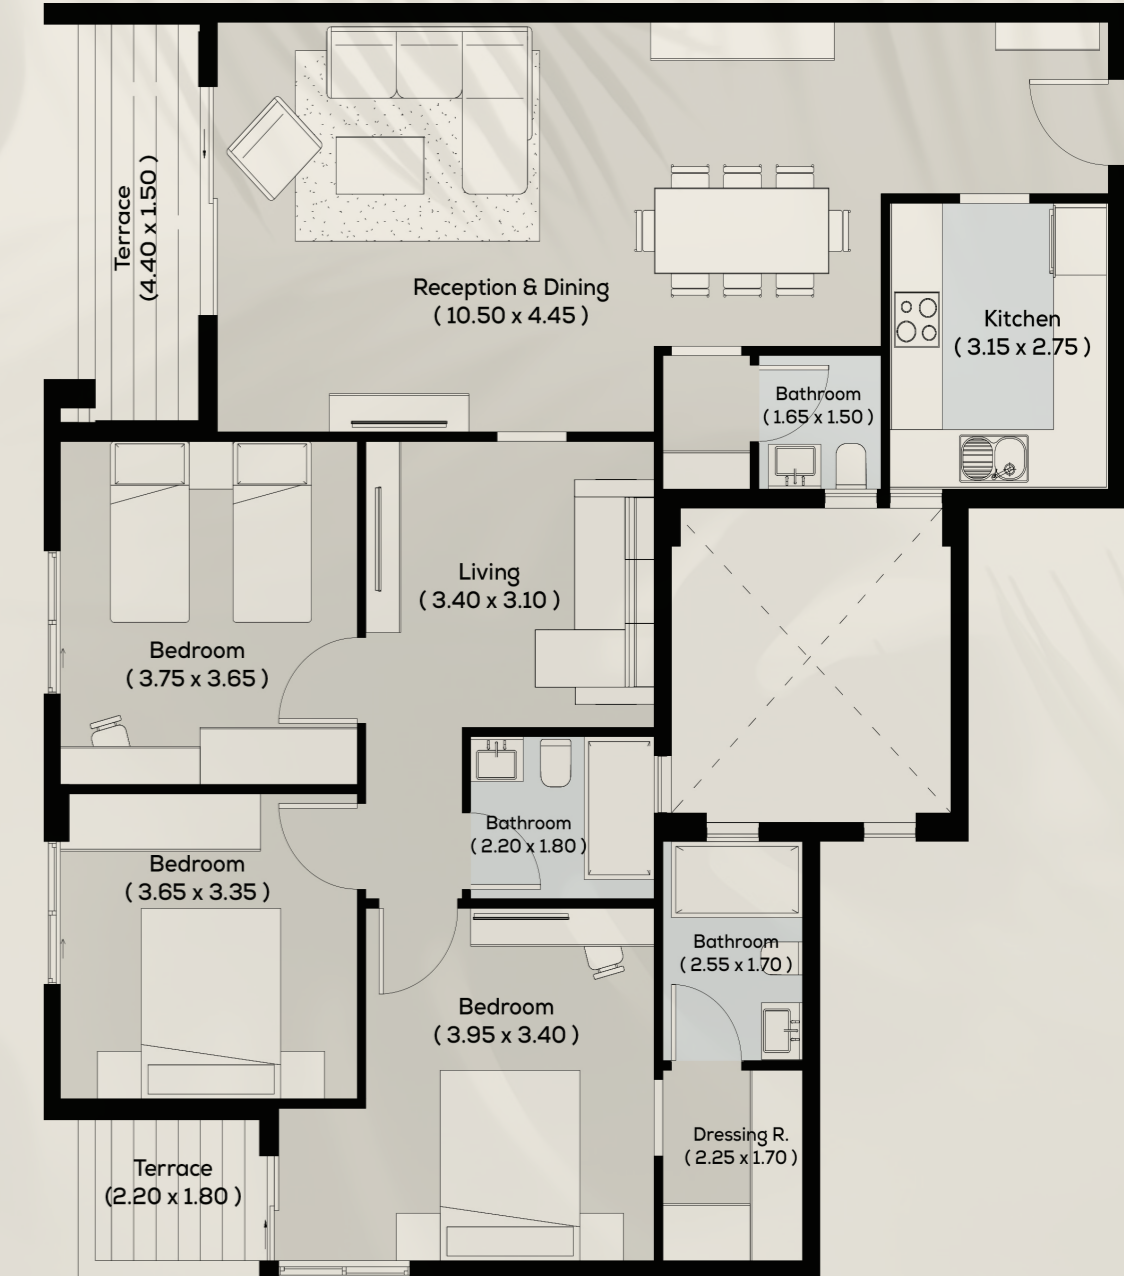 Terrace
(4.40 x 1.50 )
Reception & Dining
( 10.50 x 4.45 )
Kitchen
( 3.15 x 2.75 )
Bathroom
( 1.65 x 1.50 )
Living
( 3.40 x 3.10 )
Bedroom
( 3.75 x 3.65 )
Bathroom
( 2.20 x 1.80 )
Bedroom
( 3.65 x 3.35 )
Bathroom
( 2.55 x 1.70 )
Bedroom
( 3.95 x 3.40 )
Dressing R.
( 2.25 x 1.70 )
Terrace
(2.20 x 1.80 )